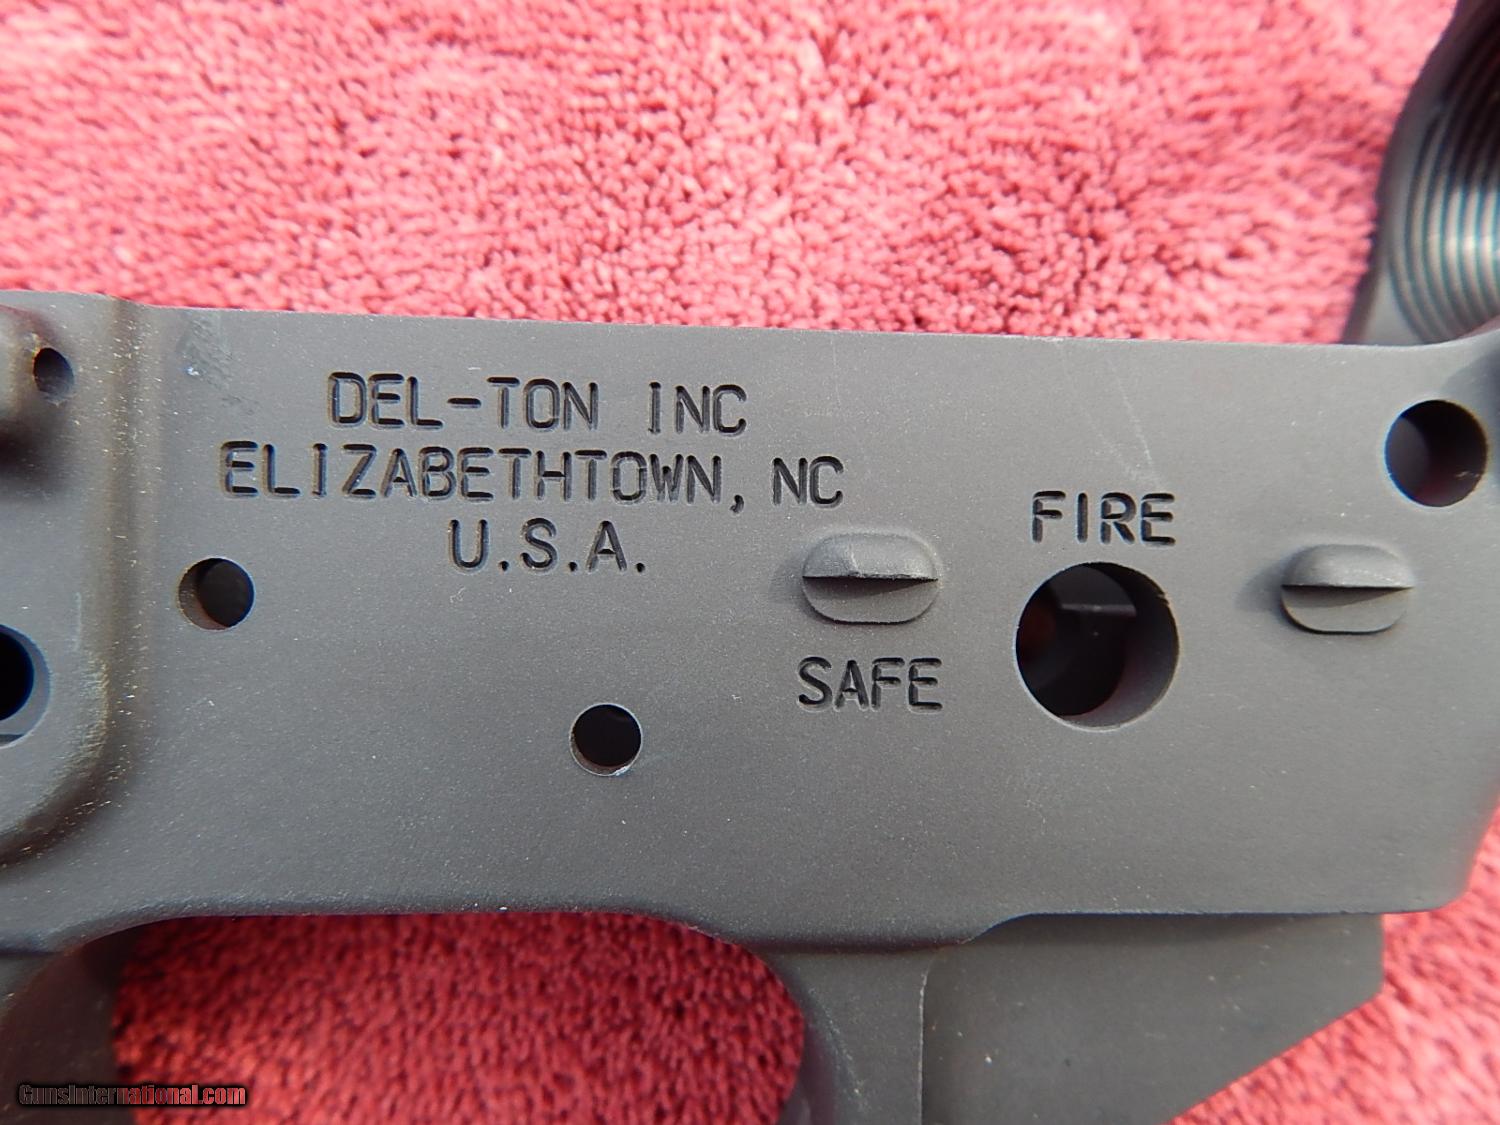 DEL-TON INC
ELIZABETHTOWN, NC
U.S.A.
FIRE
SAFE
GunsInternational.com